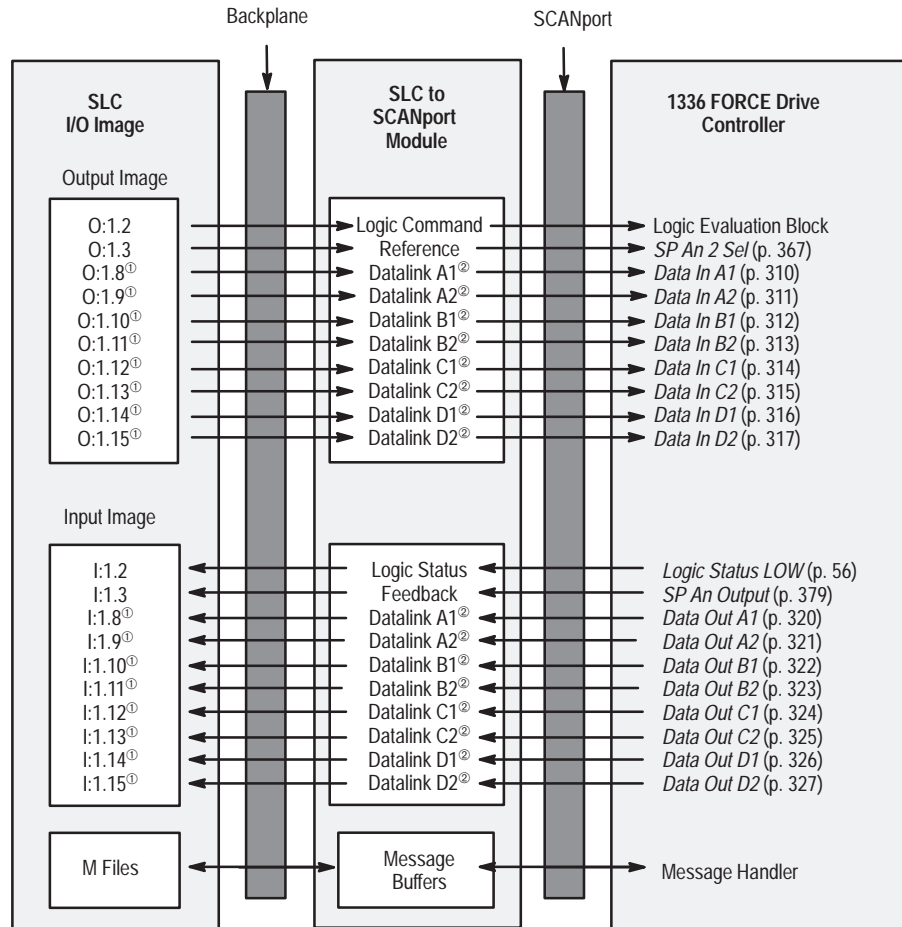 Backplane
SCANport
SLC
I/O Image
SLC to
SCANport
Module
1336 FORCE Drive
Controller
Output Image
O:1.2 Logic Command Logic Evaluation Block
O:1.3 Reference SP An 2 Sel (p. 367)
O:1.8① Datalink A1② Data In A1 (p. 310)
O:1.9① Datalink A2② Data In A2 (p. 311)
O:1.10① Datalink B1② Data In B1 (p. 312)
O:1.11① Datalink B2② Data In B2 (p. 313)
O:1.12① Datalink C1② Data In C1 (p. 314)
O:1.13① Datalink C2② Data In C2 (p. 315)
O:1.14① Datalink D1② Data In D1 (p. 316)
O:1.15① Datalink D2② Data In D2 (p. 317)
Input Image
I:1.2 Logic Status Logic Status LOW (p. 56)
I:1.3 Feedback SP An Output (p. 379)
I:1.8① Datalink A1② Data Out A1 (p. 320)
I:1.9① Datalink A2② Data Out A2 (p. 321)
I:1.10① Datalink B1② Data Out B1 (p. 322)
I:1.11① Datalink B2② Data Out B2 (p. 323)
I:1.12① Datalink C1② Data Out C1 (p. 324)
I:1.13① Datalink C2② Data Out C2 (p. 325)
I:1.14① Datalink D1② Data Out D1 (p. 326)
I:1.15① Datalink D2② Data Out D2 (p. 327)
M Files
Message
Buffers
Message Handler